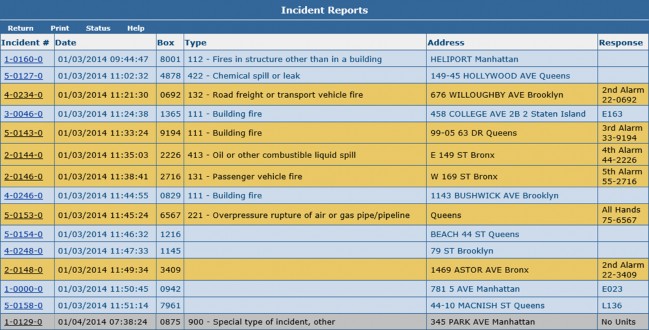 Incident Reports
Return Print Status Help
Incident # Date Box Type Address Response
1-0160-0 01/03/2014 09:44:47 8001 112 - Fires in structure other than in a building HELIPORT Manhattan
5-0127-0 01/03/2014 11:02:32 4878 422 - Chemical spill or leak 149-45 HOLLYWOOD AVE Queens
4-0234-0 01/03/2014 11:21:30 0692 132 - Road freight or transport vehicle fire 676 WILLOUGHBY AVE Brooklyn 2nd Alarm
22-0692
3-0046-0 01/03/2014 11:24:38 1365 111 - Building fire 458 COLLEGE AVE 2B 2 Staten Island E163
5-0143-0 01/03/2014 11:33:24 9194 111 - Building fire 99-05 63 DR Queens 3rd Alarm
33-9194
2-0144-0 01/03/2014 11:35:03 2226 413 - Oil or other combustible liquid spill E 149 ST Bronx 4th Alarm
44-2226
2-0146-0 01/03/2014 11:38:41 2716 131 - Passenger vehicle fire W 169 ST Bronx 5th Alarm
55-2716
4-0246-0 01/03/2014 11:44:55 0829 111 - Building fire 1143 BUSHWICK AVE Brooklyn
5-0153-0 01/03/2014 11:45:24 6567 221 - Overpressure rupture of air or gas pipe/pipeline Queens All Hands
75-6567
5-0154-0 01/03/2014 11:46:32 1216 BEACH 44 ST Queens
4-0248-0 01/03/2014 11:47:33 1145 79 ST Brooklyn
2-0148-0 01/03/2014 11:49:34 3409 1469 ASTOR AVE Bronx 2nd Alarm
22-3409
1-0000-0 01/03/2014 11:50:45 0942 781 5 AVE Manhattan E023
5-0158-0 01/03/2014 11:51:14 7961 44-10 MACNISH ST Queens L136
1-0129-0 01/04/2014 07:38:24 0875 900 - Special type of incident, other 345 PARK AVE Manhattan No Units